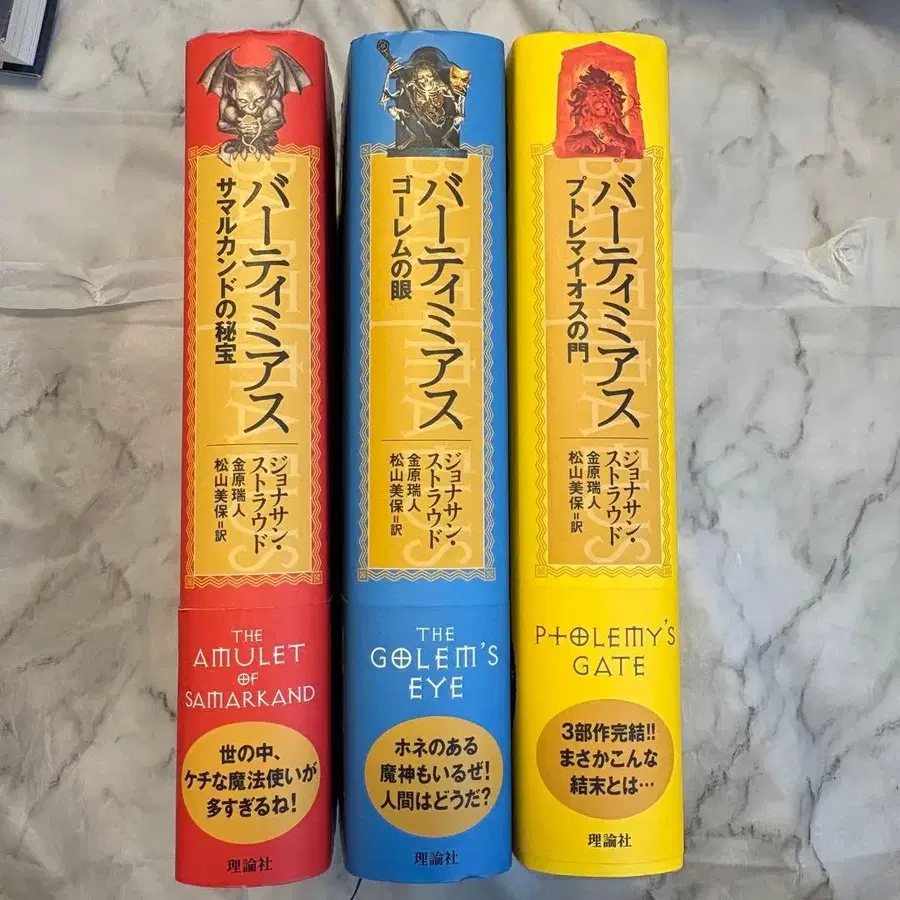 バーティミアス
サマルカンドの秘宝
ジョナサン・
ストラウド
金原瑞人
松山美保=訳
THE
AMULET
OF
SAMARKAND
世の中、
ケチな魔法使いが
多すぎるね!
理論社
バーティミアス
ゴーレムの眼
ジョナサン・
ストラウド
金原瑞人
松山美保=訳
THE
GOLEM'S
EYE
ホネのある
魔神もいるぜ!
人間はどうだ?
理論社
バーティミアス
プトレマイオスの門
ジョナサン・
ストラウド
金原瑞人
松山美保=訳
PTOLEMY'S
GATE
3部作完結!!
まさかこんな
結末とは…
理論社